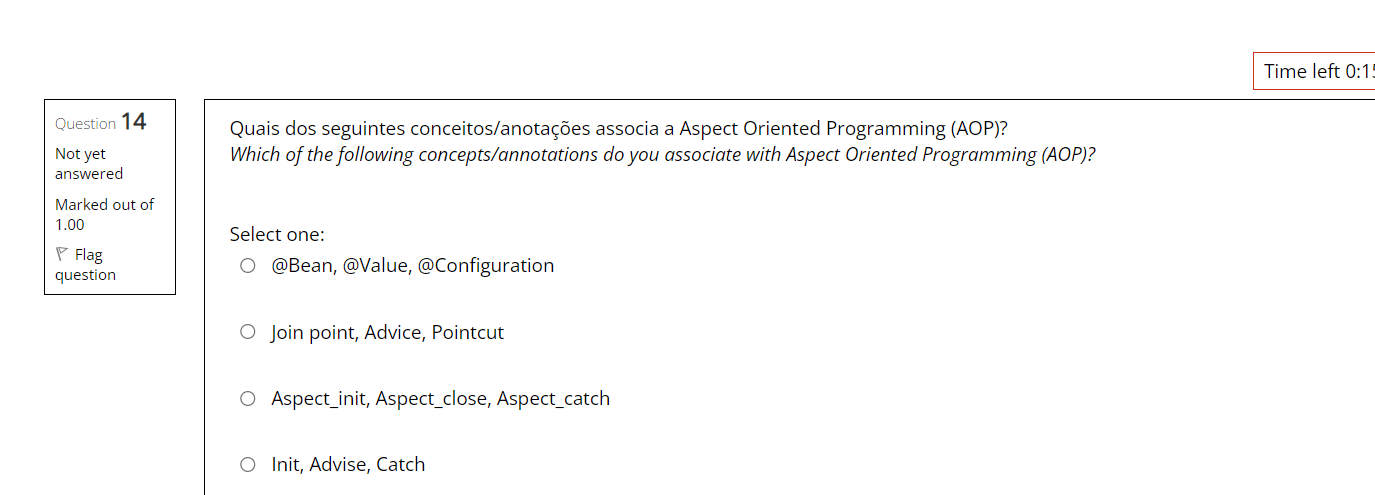 Time left 0:1
Question 14
Not yet
answered
Marked out of
1.00
Flag
question
Quais dos seguintes conceitos/anotações associa a Aspect Oriented Programming (AOP)?
Which of the following concepts/annotations do you associate with Aspect Oriented Programming (AOP)?
Select one:
@Bean, @Value, @Configuration
Join point, Advice, Pointcut
Aspect_init, Aspect_close, Aspect_catch
Init, Advise, Catch